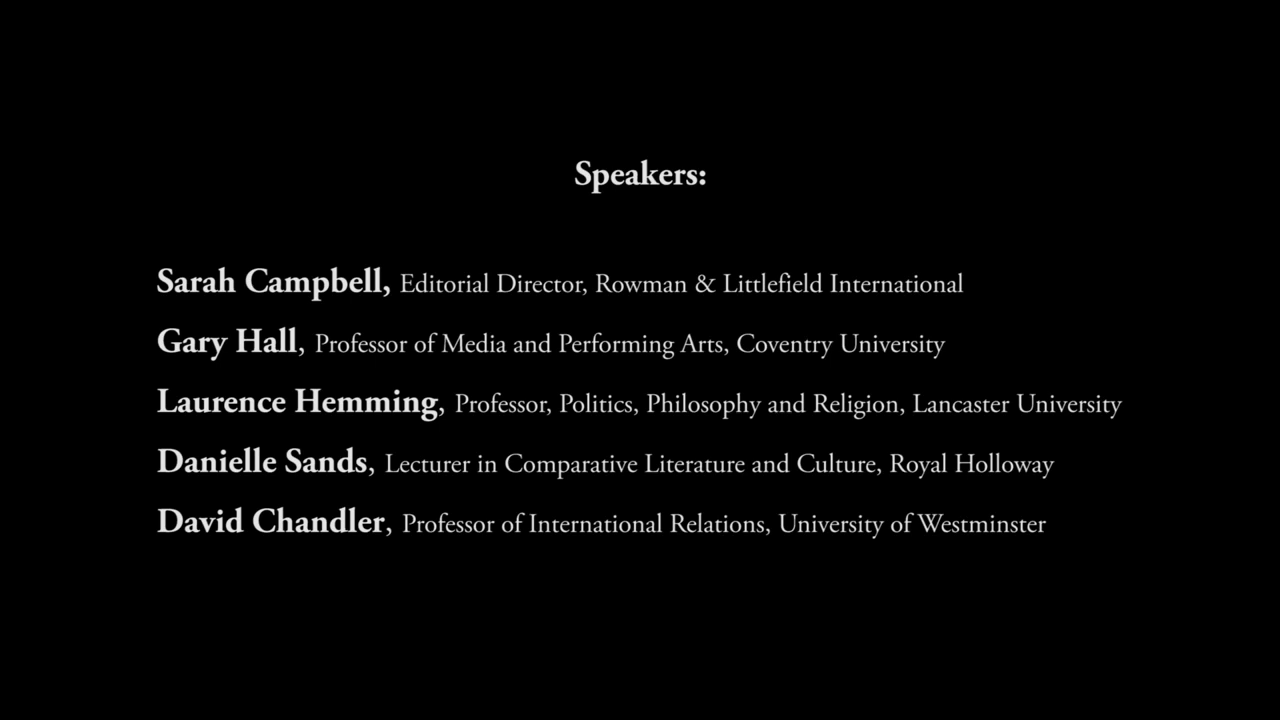 Speakers:
Sarah Campbell, Editorial Director, Rowman & Littlefield International
Gary Hall, Professor of Media and Performing Arts, Coventry University
Laurence Hemming, Professor, Politics, Philosophy and Religion, Lancaster University
Danielle Sands, Lecturer in Comparative Literature and Culture, Royal Holloway
David Chandler, Professor of International Relations, University of Westminster